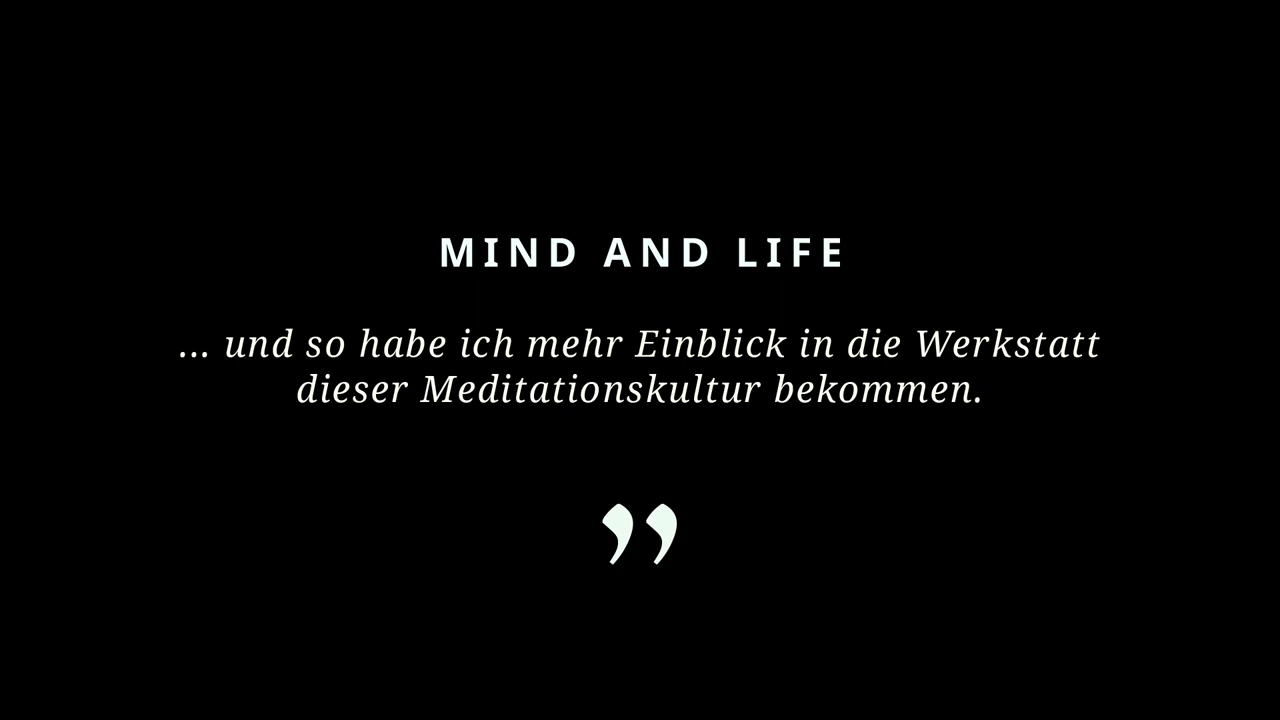 MIND AND LIFE
... und so habe ich mehr Einblick in die Werkstatt
dieser Meditationskultur bekommen.
”